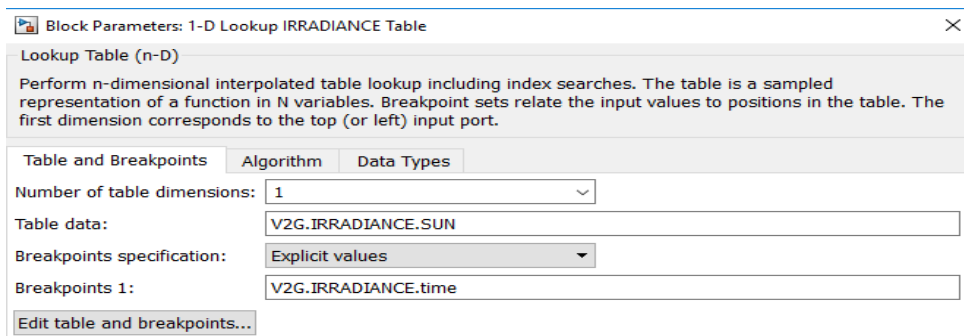 Block Parameters: 1-D Lookup IRRADIANCE Table
Lookup Table (n-D)
Perform n-dimensional interpolated table lookup including index searches. The table is a sampled
representation of a function in N variables. Breakpoint sets relate the input values to positions in the table. The
first dimension corresponds to the top (or left) input port.
Table and Breakpoints Algorithm Data Types
Number of table dimensions: 1
Table data: V2G.IRRADIANCE.SUN
Breakpoints specification: Explicit values
Breakpoints 1: V2G.IRRADIANCE.time
Edit table and breakpoints...